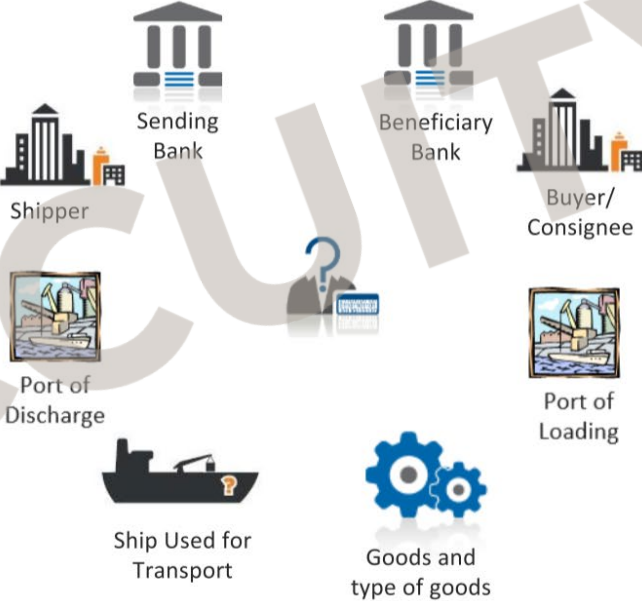 Sending
Bank
Beneficiary
Bank
Shipper
Buyer/
Consignee
?
Port of
Discharge
Port of
Loading
?
Ship Used for
Transport
Goods and
type of goods